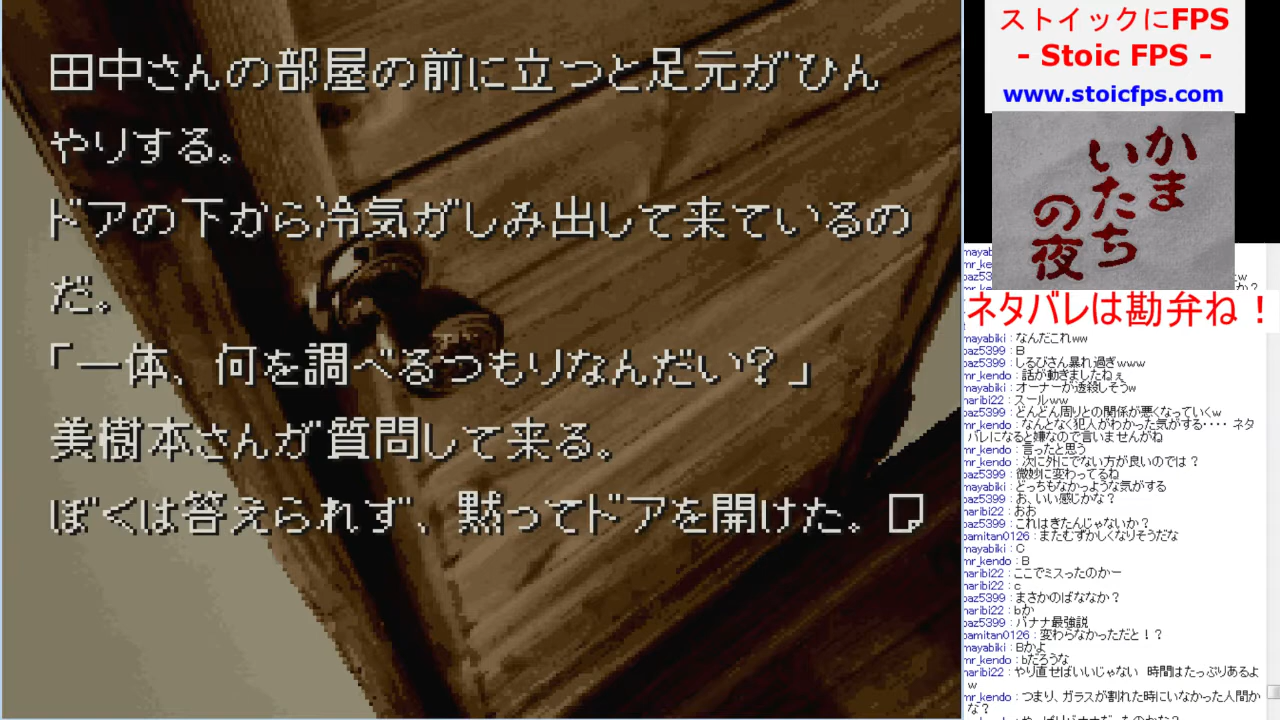 田中さんの部屋の前に立つと足元がひん
やりする。
ドアの下から冷気がしみ出して来ているの
だ。
「一体、何を調べるつもりなんだい?」
美樹本さんが質問して来る。
ぼくは答えられず、黙ってドアを開けた。
ストイックにFPS
- Stoic FPS -
www.stoicfps.com
かま
いたち
の夜
ネタバレは勘弁ね!
mayabiki : なんだこれww
paz5399 : B
paz5399 : しるびさん暴れ過ぎwww
mr_kendo : 話が動きましたねぇ
mayabiki : オーナーが透殺しそうw
naribi22 : スールww
paz5399 : どんどん周りとの関係が悪くなっていくw
mr_kendo : なんとなく犯人がわかった気がする・・・・ ネタ
バレになると嫌なので言いませんがね
mr_kendo : 言ったと思う
mr_kendo : 次に外にでない方が良いのでは?
paz5399 : 微妙に変わってるね
mayabiki : どっちもなかったような気がする
paz5399 : お、いい感じかな?
naribi22 : おお
paz5399 : これはきたんじゃないか?
pamitan0126 : またむずかしくなりそうだな
mayabiki : C
mr_kendo : B
naribi22 : ここでミスったのかー
naribi22 : c
paz5399 : まさかのばななか?
naribi22 : bか
paz5399 : バナナ最強説
pamitan0126 : 変わらなかっただと!?
mayabiki : Bかよ
mr_kendo : bだろうな
naribi22 : やり直せばいいじゃない 時間はたっぷりあるよ
w
mr_kendo : つまり、ガラスが割れた時にいなかった人間か
な?